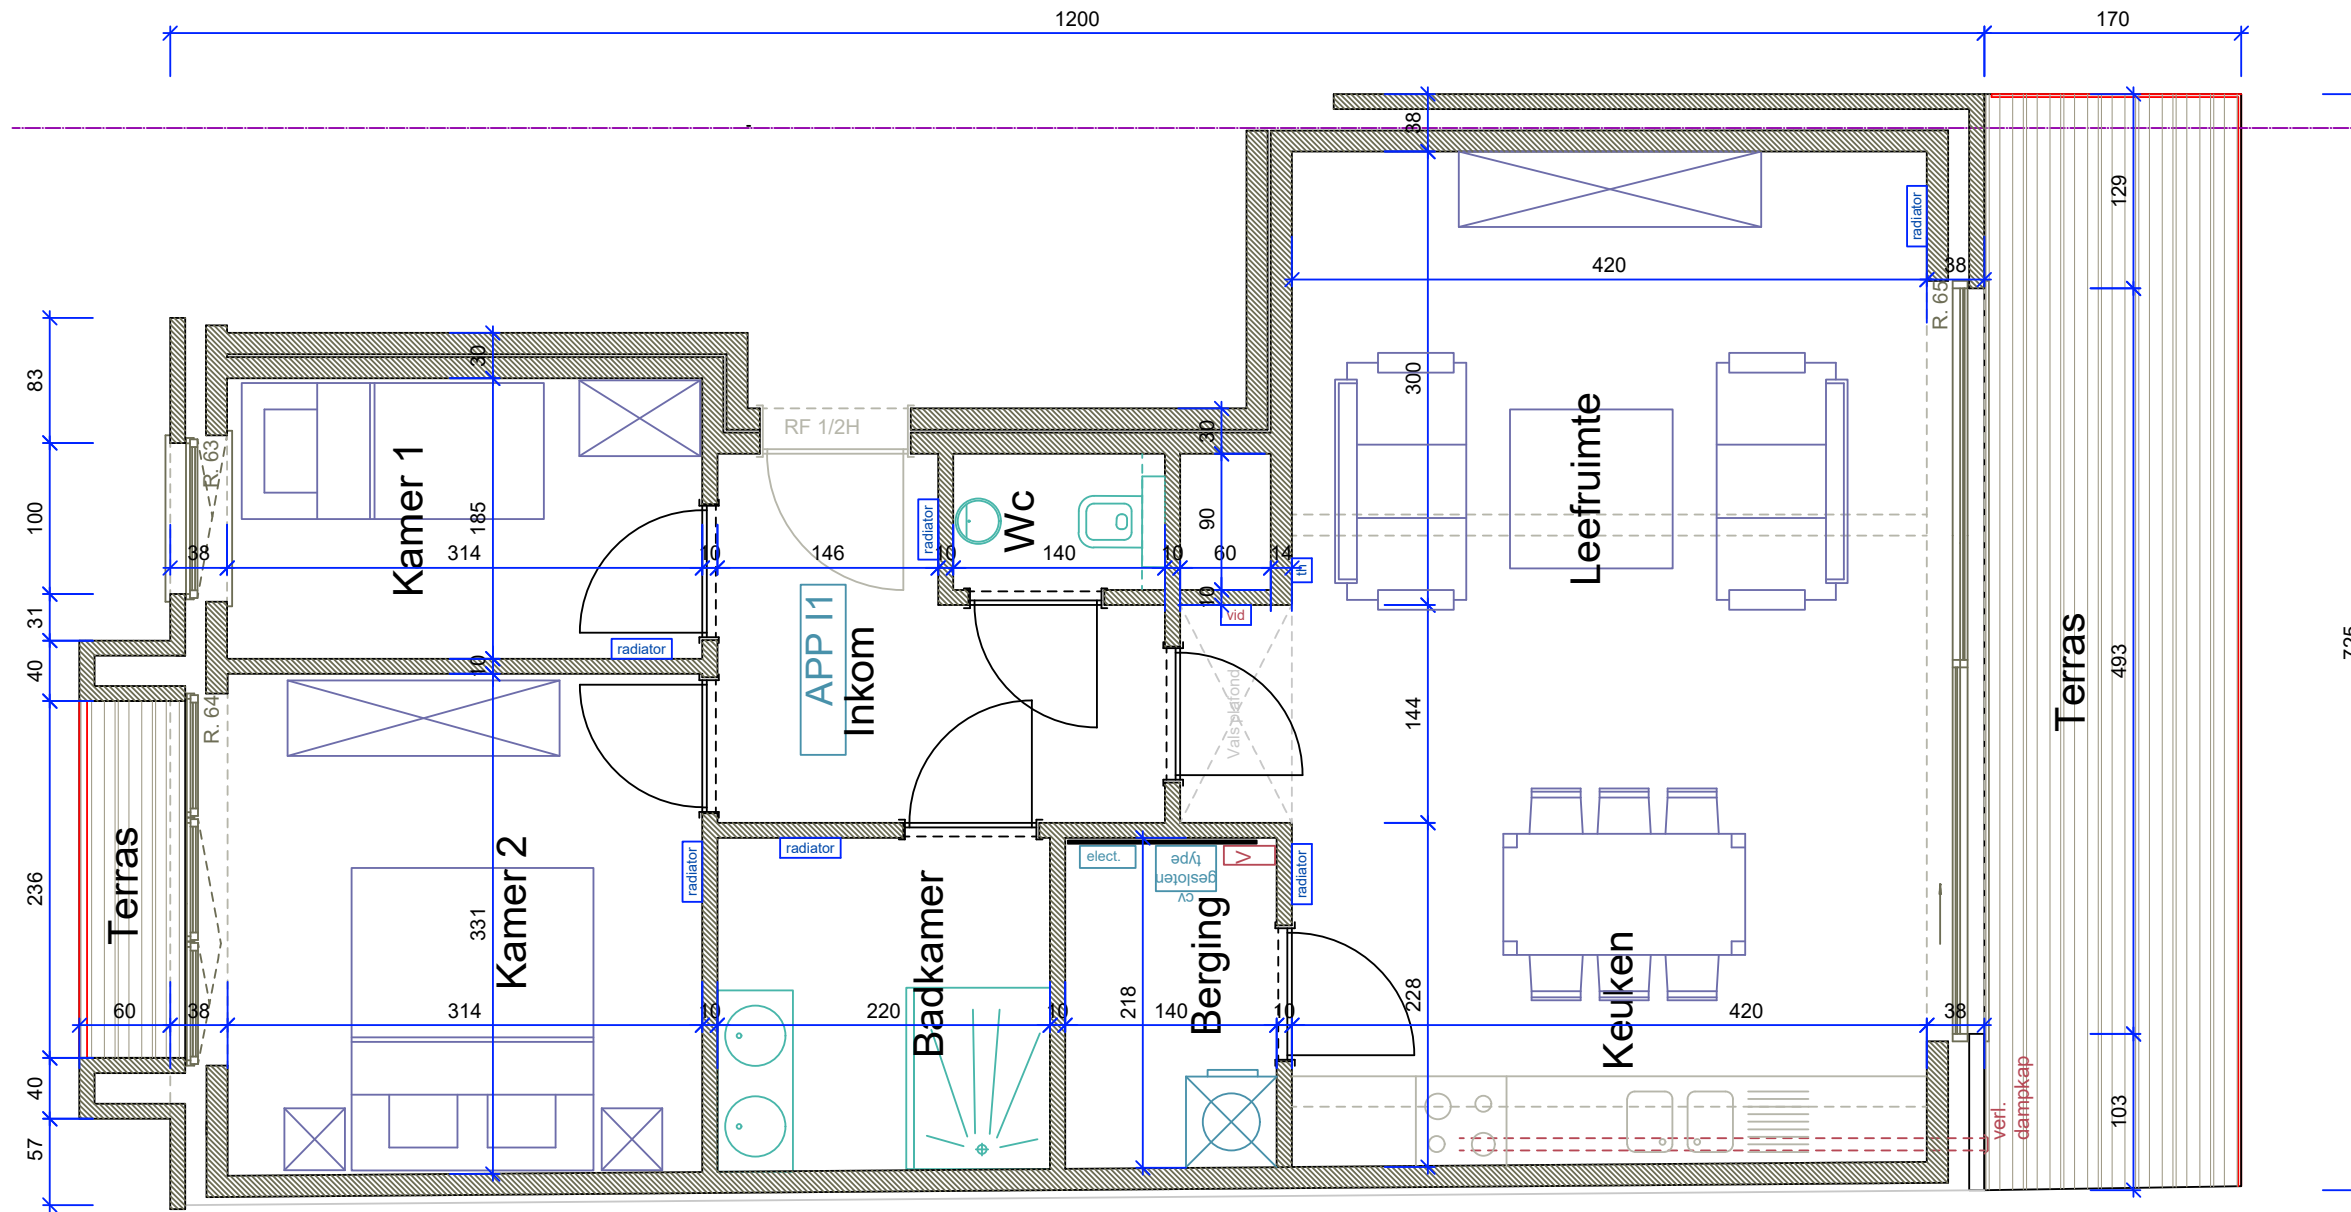 1200
170
38
129
radiator
420
38
R. 65
30
83
300
Kamer 1
R. 63
185
RF 1/2H
30
Leefruimte
100
radiator
Wc
90
38
314
10
146
10
140
10
60
14
th
10
vid
APP I1
Inkom
31
radiator
10
40
Terras
493
725
R. 64
Vals plafond
144
radiator
radiator
elect.
cv
gesloten
type
V
radiator
Terras
236
Kamer 2
331
Badkamer
Berging
Keuken
228
218
60
38
314
10
220
10
140
10
420
38
40
57
verl.
dampkap
103